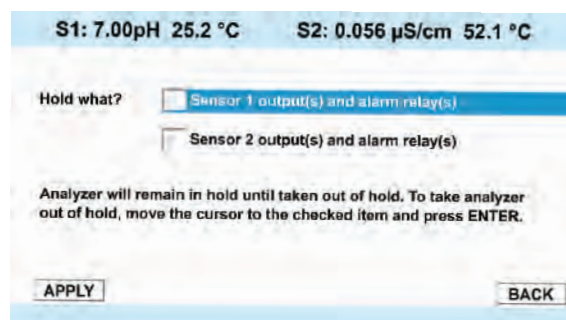 S1: 7.00pH 25.2 °C S2: 0.056 µS/cm 52.1 °C
Hold what? Sensor 1 output(s) and alarm relay(s)
Sensor 2 output(s) and alarm relay(s)
Analyzer will remain in hold until taken out of hold. To take analyzer
out of hold, move the cursor to the checked item and press ENTER.
APPLY BACK